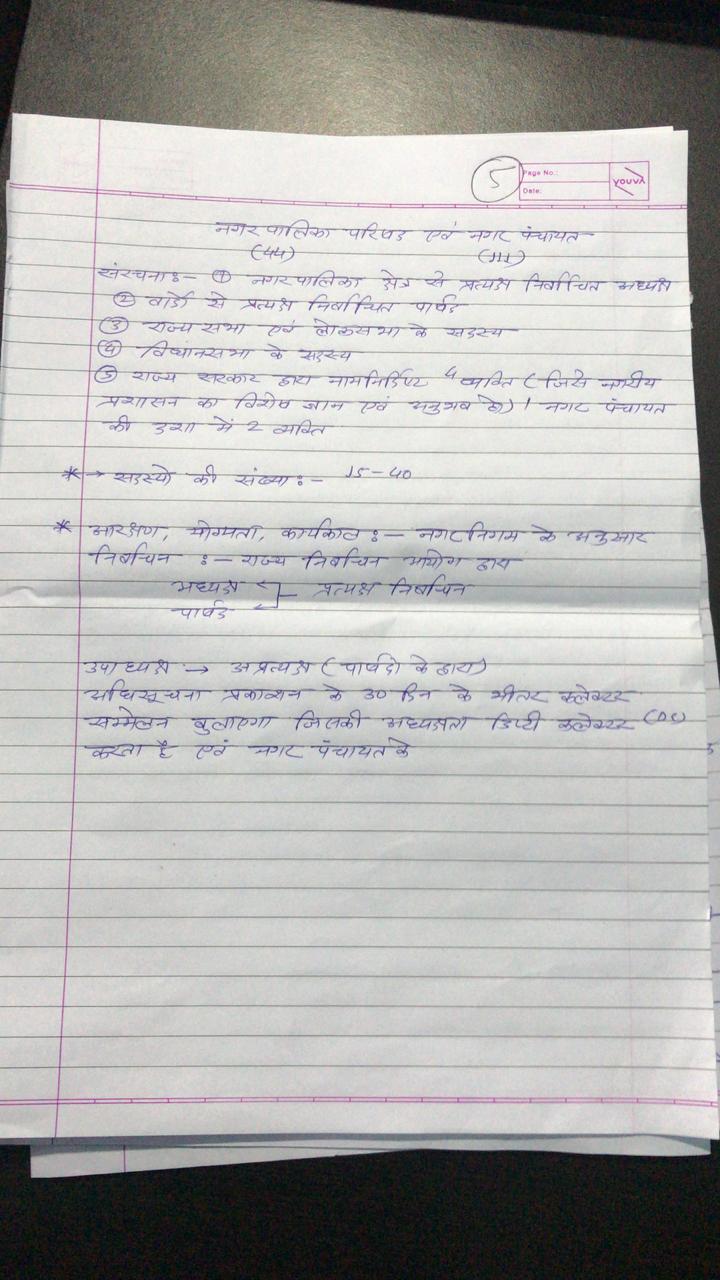 5
Page No.:
Date:
YOUVA
नगरपालिका परिषद एवं नगर पंचायत
(44) (111)
संरचनाः- ① नगरपालिका क्षेत्र से प्रत्यक्ष निर्वाचित अध्यक्ष
② वार्डो से प्रत्यक्ष निर्वाचित पार्षद
③ राज्य सभा एवं लोकसभा के सदस्य
④ विधानसभा के सदस्य
⑤ राज्य सरकार द्वारा नामनिर्दिष्ट 4 व्यक्ति (जिसे नगरीय
प्रशासन का विशेष ज्ञान एवं अनुभव हो) । नगर पंचायत
की दशा में 2 व्यक्ति
* → सदस्यो की संख्याः- 15-40
* आरक्षण, योग्यता, कार्यकाल :- नगरनिगम के अनुसार
निर्वाचन :- राज्य निर्वाचन आयोग द्वारा
अध्यक्ष प्रत्यक्ष निर्वाचन
पार्षद
उपाध्यक्ष → अप्रत्यक्ष (पार्षदो के द्वारा)
अधिसूचना प्रकाशन के 30 दिन के भीतर कलेक्टर
सम्मेलन बुलाएगा जिसकी अध्यक्षता डिप्टी कलेक्टर (DC)
करता है एवं नगर पंचायत के